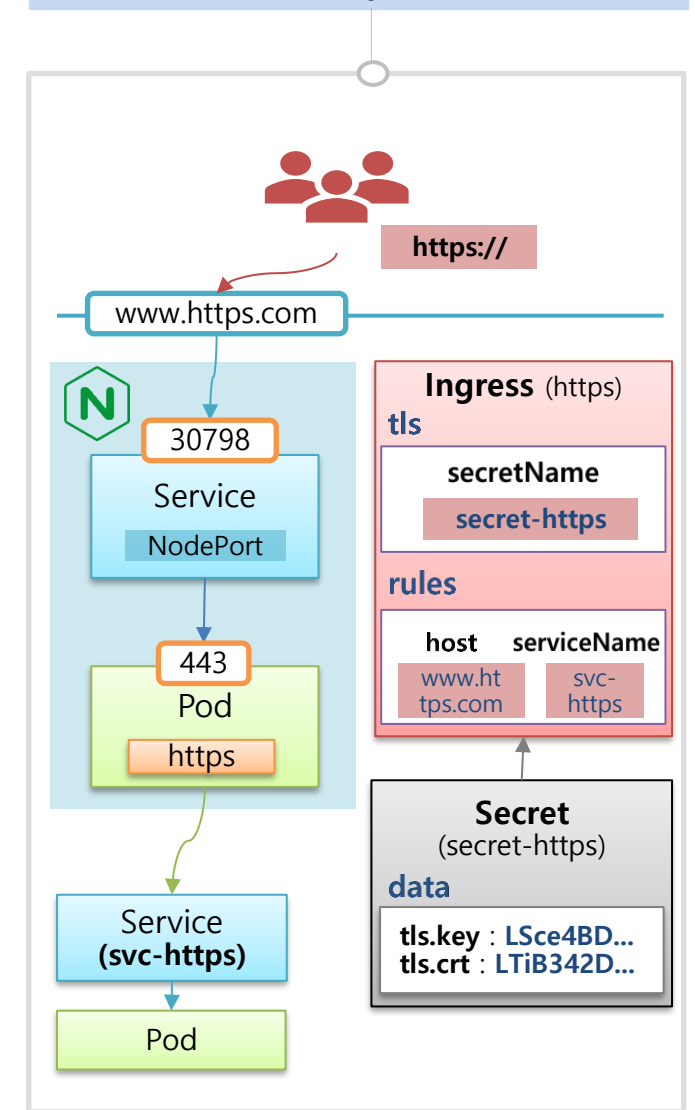 https://
www.https.com
N
30798
Service
NodePort
443
Pod
https
Service
(svc-https)
Pod
Ingress (https)
tls
secretName
secret-https
rules
host serviceName
www.ht
tps.com
svc-
https
Secret
(secret-https)
data
tls.key : LSce4BD...
tls.crt : LTiB342D...